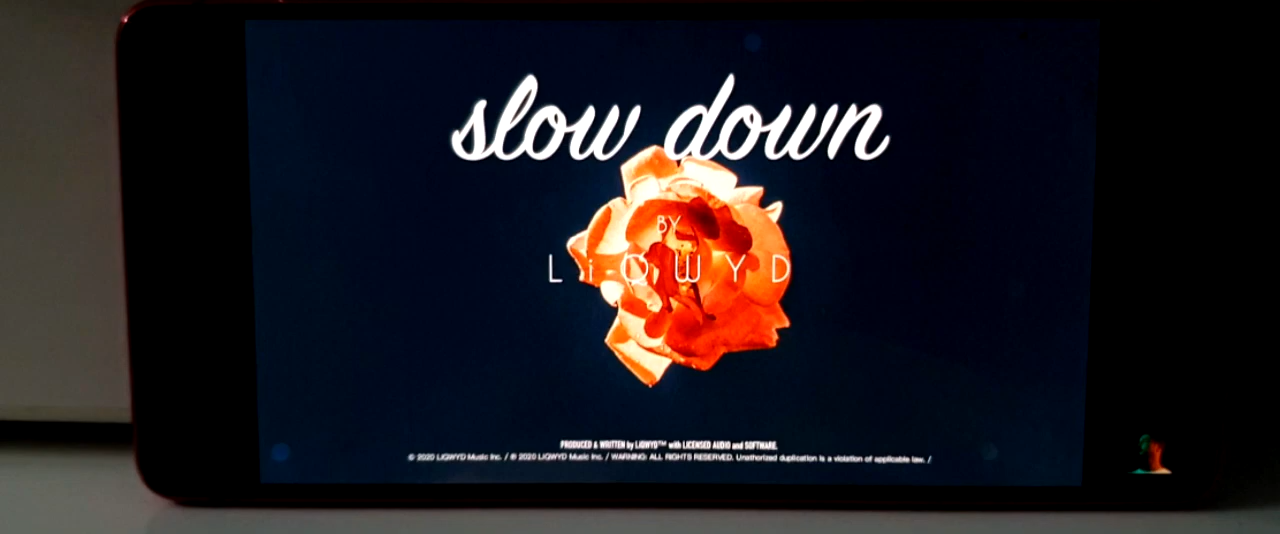 slow down
BY
LiQWYD
PRODUCED & WRITTEN by LiQWYD™ with LICENSED AUDIO and SOFTWARE.
© 2020 LiQWYD Music Inc. / ℗ 2020 LiQWYD Music Inc. / WARNING: ALL RIGHTS RESERVED. Unathorized duplication is a violation of applicable law. /